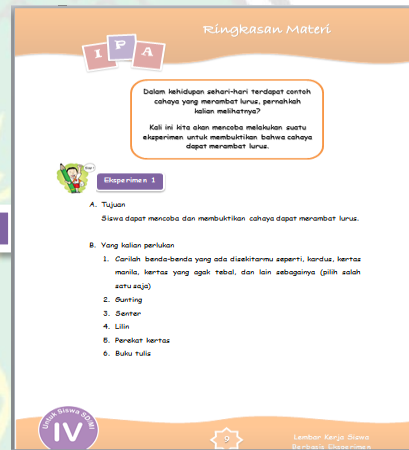 Ringkasan Materi
I P A
Dalam kehidupan sehari-hari terdapat contoh
cahaya yang merambat lurus, pernahkah
kalian melihatnya?
Kali ini kita akan mencoba melakukan suatu
eksperimen untuk membuktikan bahwa cahaya
dapat merambat lurus.
Eksperimen 1
A. Tujuan
Siswa dapat mencoba dan membuktikan cahaya dapat merambat lurus.
B. Yang kalian perlukan
1. Carilah benda-benda yang ada disekitarmu seperti, kardus, kertas
manila, kertas yang agak tebal, dan lain sebagainya (pilih salah
satu saja)
2. Gunting
3. Senter
4. Lilin
5. Perekat kertas
6. Buku tulis
Untuk Siswa SD/MI
IV
9
Lembar Kerja Siswa
Berbasis Eksperimen